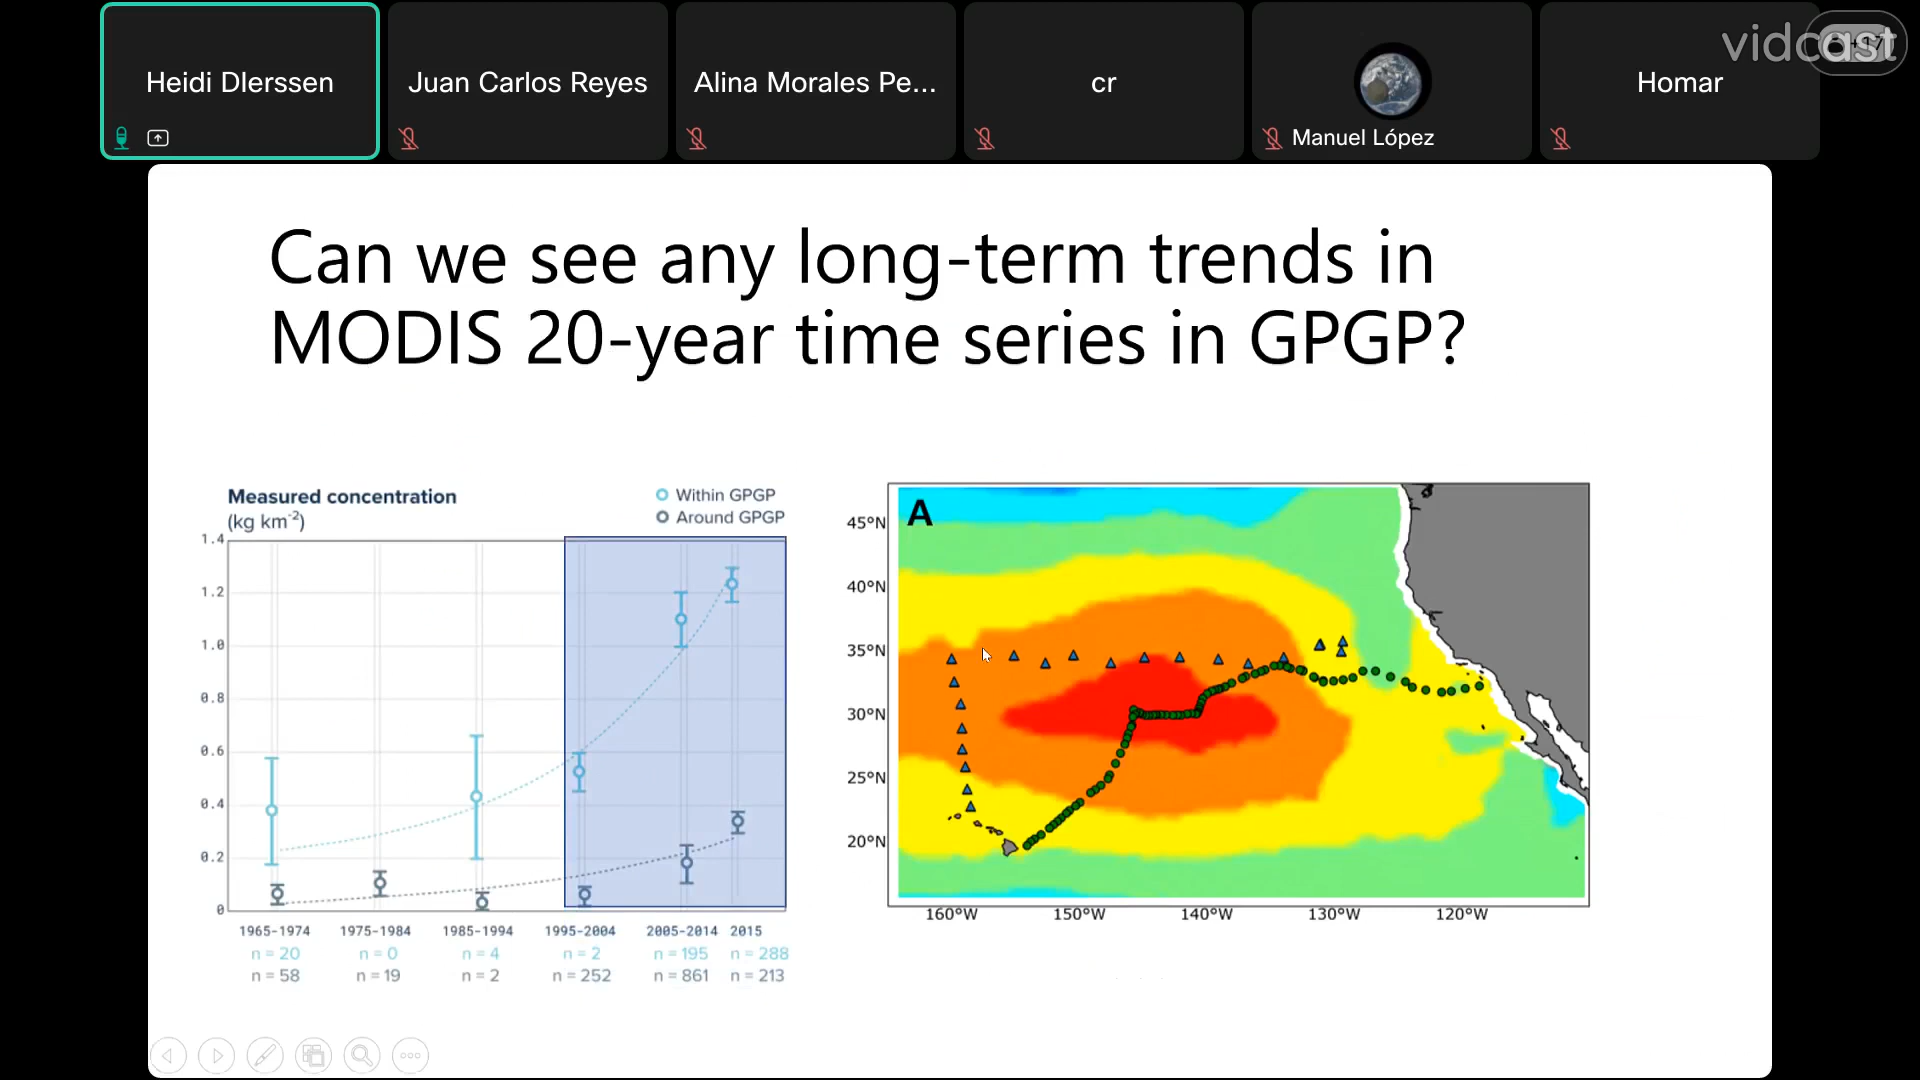 Heidi DIerssen
Juan Carlos Reyes
Alina Morales Pe...
cr
Manuel López
Homar
vidcast
Can we see any long-term trends in
MODIS 20-year time series in GPGP?
Measured concentration
(kg km-2)
Within GPGP
Around GPGP
1.4
1.2
1.0
0.8
0.6
0.4
0.2
0
1965-1974 1975-1984 1985-1994 1995-2004 2005-2014 2015
n = 20 n = 0 n = 4 n = 2 n = 195 n = 288
n = 58 n = 19 n = 2 n = 252 n = 861 n = 213
A
45°N
40°N
35°N
30°N
25°N
20°N
160°W 150°W 140°W 130°W 120°W